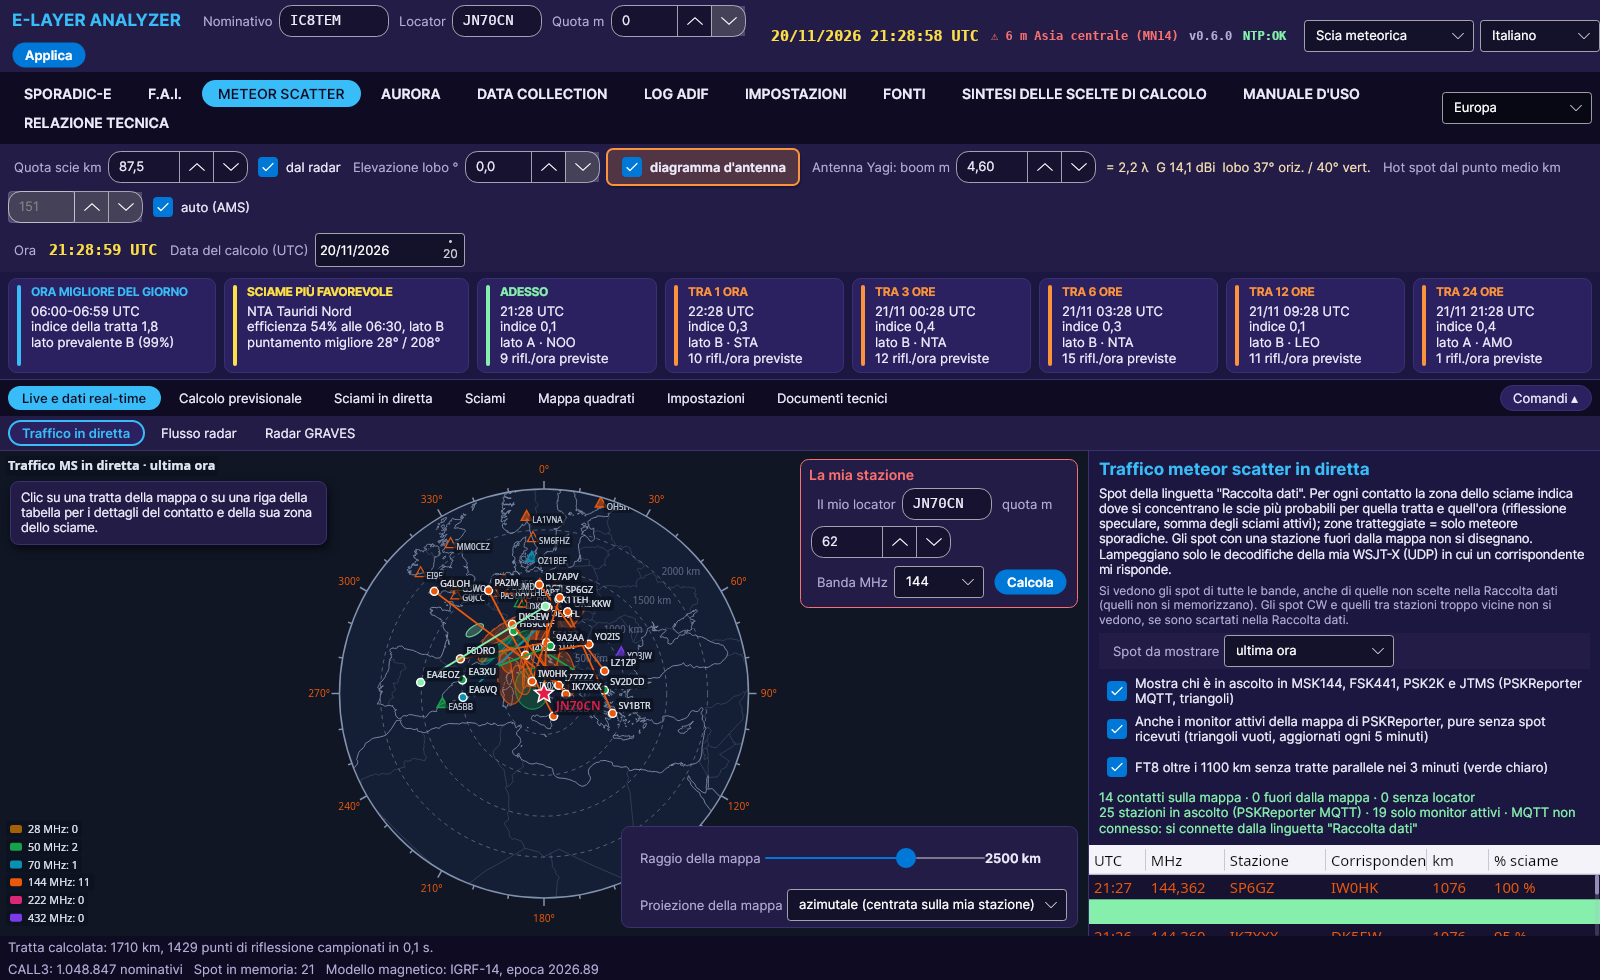 E-LAYER ANALYZER
Nominativo IC8TEM Locator JN70CN Quota m 0
Applica
20/11/2026 21:28:58 UTC ⚠ 6 m Asia centrale (MN14) v0.6.0 NTP:OK Scia meteorica Italiano
SPORADIC-E F.A.I. METEOR SCATTER AURORA DATA COLLECTION LOG ADIF IMPOSTAZIONI FONTI SINTESI DELLE SCELTE DI CALCOLO MANUALE D'USO
RELAZIONE TECNICA
Europa
Quota scie km 87,5 dal radar Elevazione lobo ° 0,0 diagramma d'antenna Antenna Yagi: boom m 4,60 = 2,2 λ G 14,1 dBi lobo 37° oriz. / 40° vert. Hot spot dal punto medio km
151 auto (AMS)
Ora 21:28:59 UTC Data del calcolo (UTC) 20/11/2026 20
ORA MIGLIORE DEL GIORNO
06:00-06:59 UTC
indice della tratta 1,8
lato prevalente B (99%)
SCIAME PIÙ FAVOREVOLE
NTA Tauridi Nord
efficienza 54% alle 06:30, lato B
puntamento migliore 28° / 208°
ADESSO
21:28 UTC
indice 0,1
lato A · NOO
9 rifl./ora previste
TRA 1 ORA
22:28 UTC
indice 0,3
lato B · STA
10 rifl./ora previste
TRA 3 ORE
21/11 00:28 UTC
indice 0,4
lato B · NTA
12 rifl./ora previste
TRA 6 ORE
21/11 03:28 UTC
indice 0,3
lato B · NTA
15 rifl./ora previste
TRA 12 ORE
21/11 09:28 UTC
indice 0,1
lato B · LEO
11 rifl./ora previste
TRA 24 ORE
21/11 21:28 UTC
indice 0,4
lato A · AMO
1 rifl./ora previste
Live e dati real-time Calcolo previsionale Sciami in diretta Sciami Mappa quadrati Impostazioni Documenti tecnici Comandi ▴
Traffico in diretta Flusso radar Radar GRAVES
Traffico MS in diretta · ultima ora
Clic su una tratta della mappa o su una riga della
tabella per i dettagli del contatto e della sua zona
dello sciame.
0°
330° 30°
300° 60°
270° 90°
240° 120°
210°
180°
2000 km
1500 km
LA1VNA
SM6FHZ
MM0CEZ
OZ1BEF
DL7APV
G4LOH
PA2M
SP6GZ
DK5EW
9A2AA
YO2IS
F6DRO
LZ1ZP
EA4EOZ
EA3XU
IW0HK
SV2DCD
EA6VQ
IK7XXX
EA5BB
JN70CN
SV1BTR
La mia stazione
Il mio locator JN70CN quota m
62
Banda MHz 144 Calcola
28 MHz: 0
50 MHz: 2
70 MHz: 1
144 MHz: 11
222 MHz: 0
432 MHz: 0
Raggio della mappa 2500 km
Proiezione della mappa azimutale (centrata sulla mia stazione)
Traffico meteor scatter in diretta
Spot della linguetta "Raccolta dati". Per ogni contatto la zona dello sciame indica
dove si concentrano le scie più probabili per quella tratta e quell'ora (riflessione
speculare, somma degli sciami attivi); zone tratteggiate = solo meteore
sporadiche. Gli spot con una stazione fuori dalla mappa non si disegnano.
Lampeggiano solo le decodifiche della mia WSJT-X (UDP) in cui un corrispondente
mi risponde.
Si vedono gli spot di tutte le bande, anche di quelle non scelte nella Raccolta dati
(quelli non si memorizzano). Gli spot CW e quelli tra stazioni troppo vicine non si
vedono, se sono scartati nella Raccolta dati.
Spot da mostrare ultima ora
Mostra chi è in ascolto in MSK144, FSK441, PSK2K e JTMS (PSKReporter
MQTT, triangoli)
Anche i monitor attivi della mappa di PSKReporter, pure senza spot
ricevuti (triangoli vuoti, aggiornati ogni 5 minuti)
FT8 oltre i 1100 km senza tratte parallele nei 3 minuti (verde chiaro)
14 contatti sulla mappa · 0 fuori dalla mappa · 0 senza locator
25 stazioni in ascolto (PSKReporter MQTT) · 19 solo monitor attivi · MQTT non
connesso: si connette dalla linguetta "Raccolta dati"
UTC MHz Stazione Corrisponden km % sciame
21:27 144,362 SP6GZ IW0HK 1076 100 %
21:26 144,360 IK7XXX DK5EW 1076 95 %
Tratta calcolata: 1710 km, 1429 punti di riflessione campionati in 0,1 s.
CALL3: 1.048.847 nominativi Spot in memoria: 21 Modello magnetico: IGRF-14, epoca 2026.89